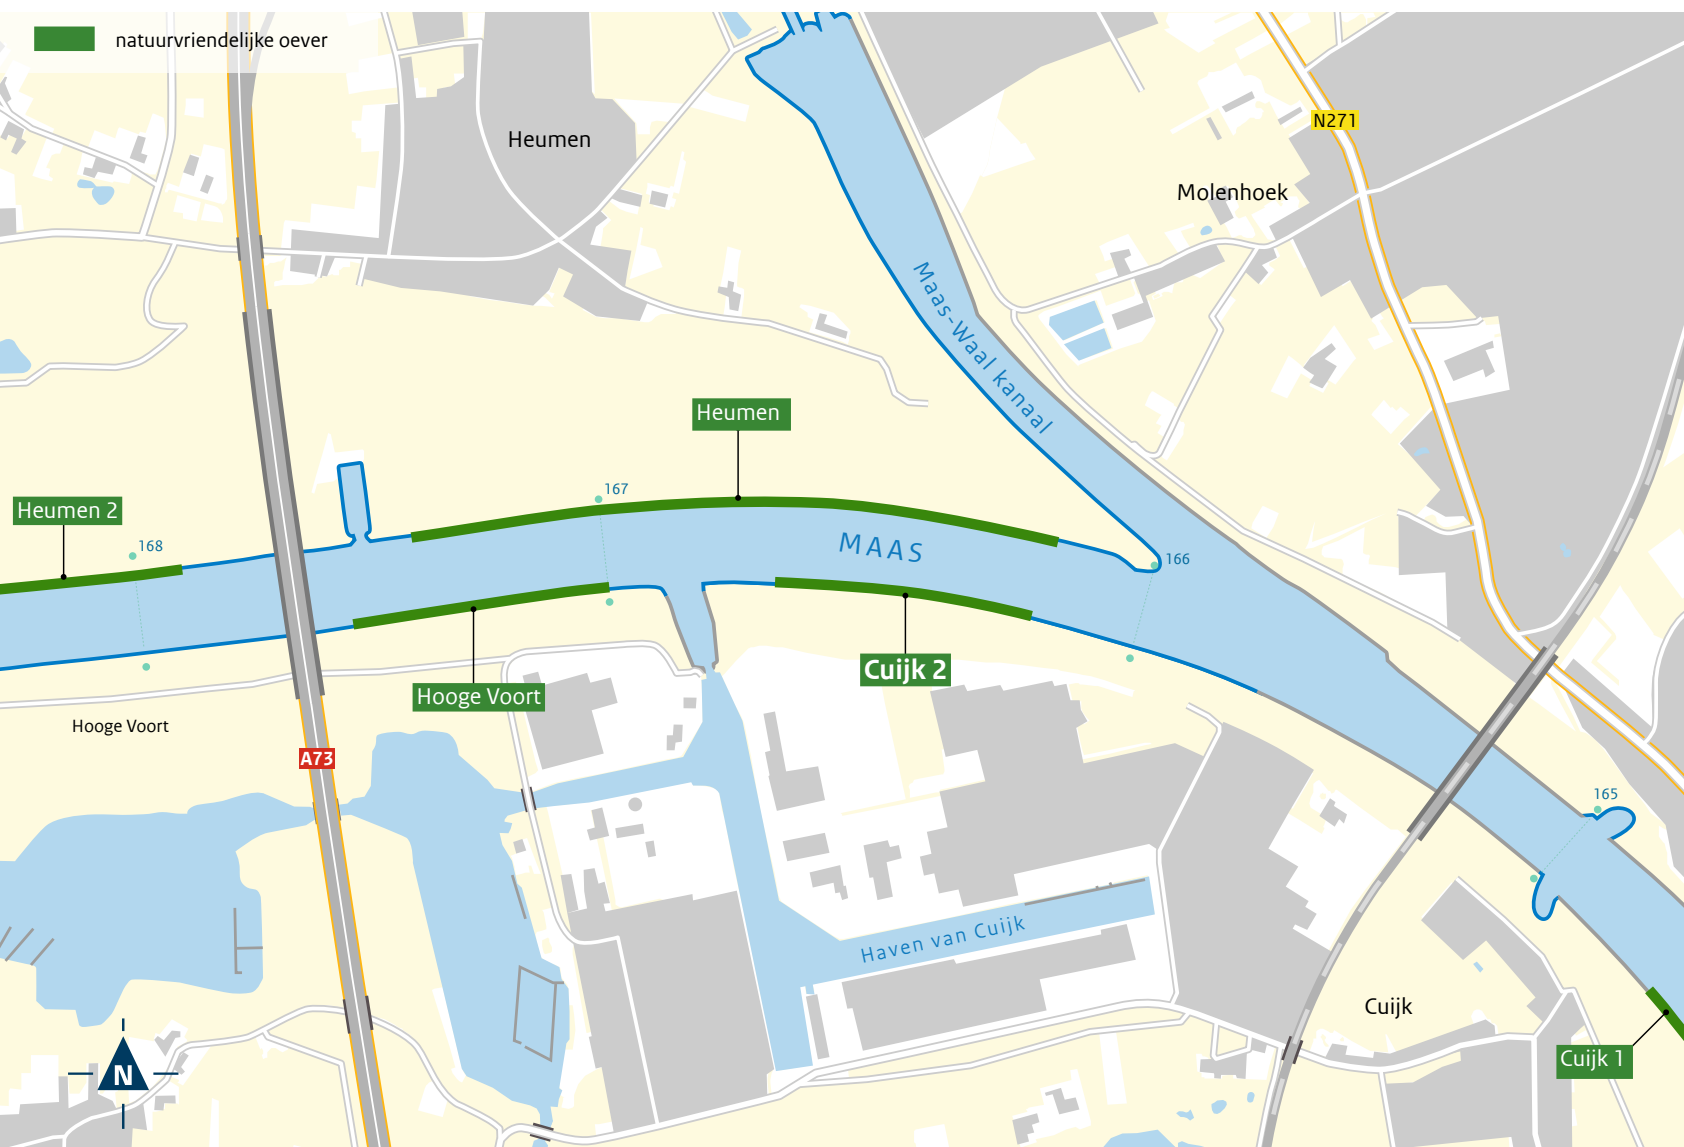 natuurvriendelijke oever
N271
Heumen
Molenhoek
Maas-Waal kanaal
Heumen
167
Heumen 2
168
MAAS
166
Cuijk 2
Hooge Voort
Hooge Voort
A73
165
Haven van Cuijk
Cuijk
Cuijk 1
N